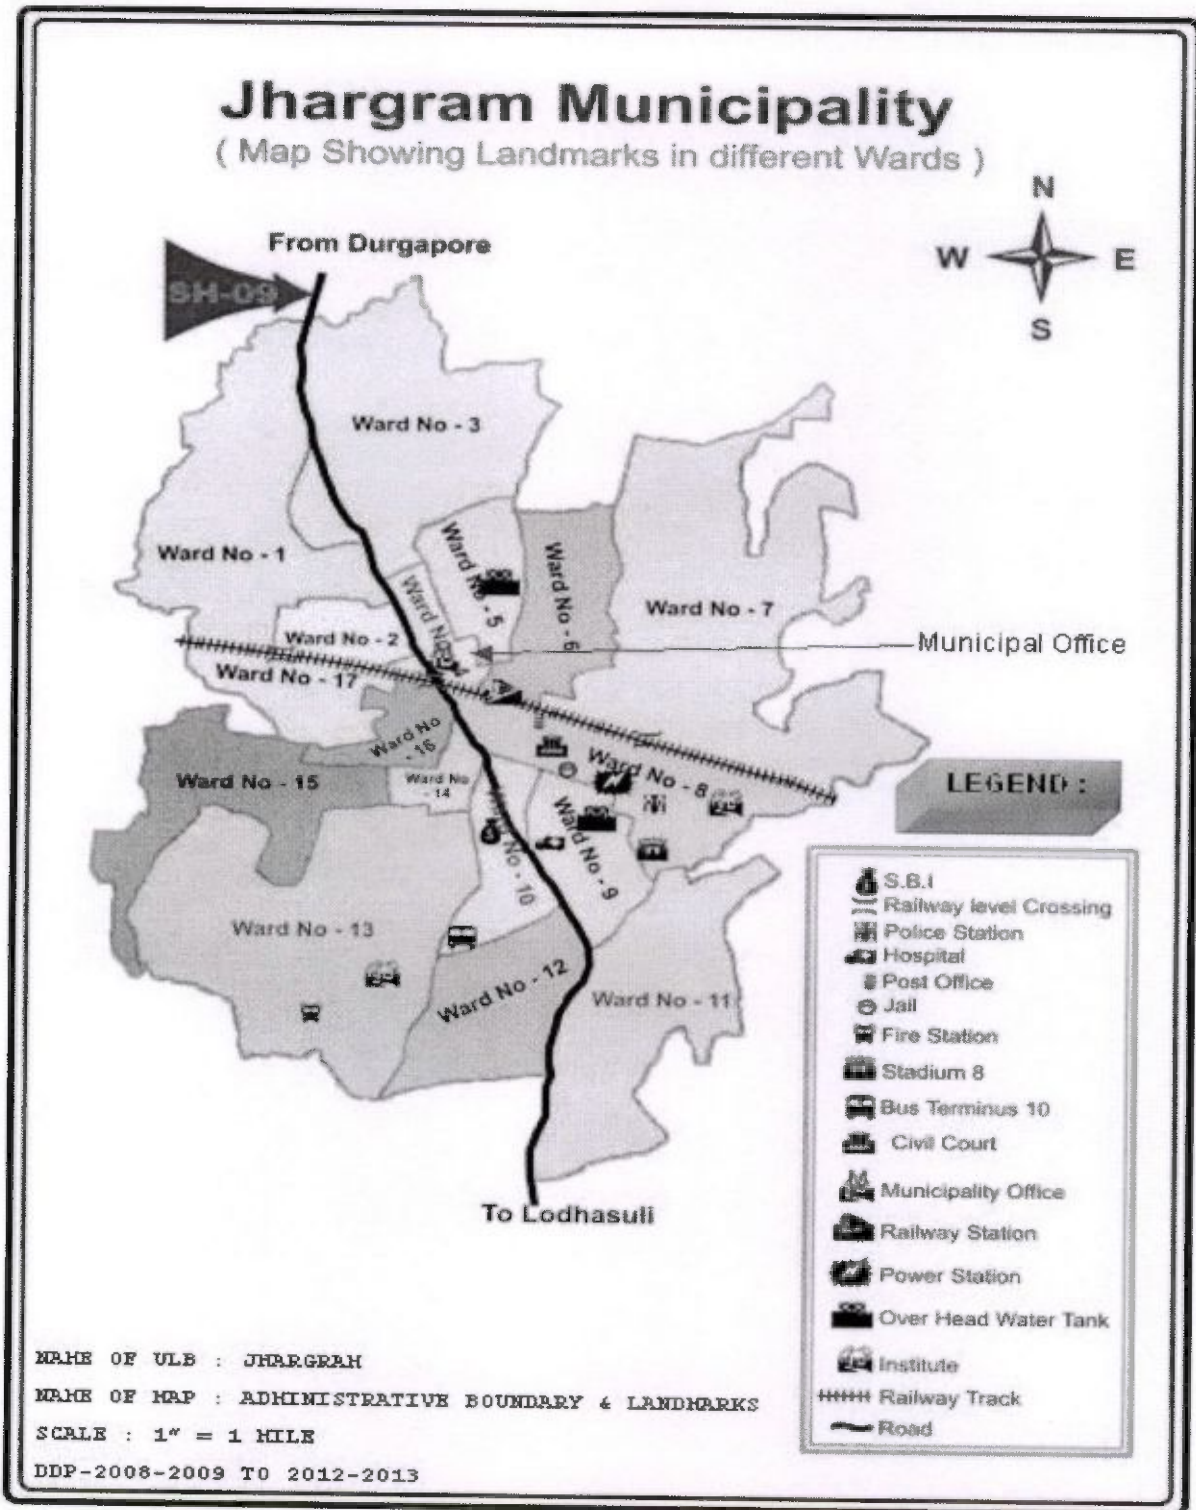 Jhargram Municipality
( Map Showing Landmarks in different Wards )
N
W E
S
From Durgapore
SH-09
Ward No - 3
Ward No - 1
Ward No - 5
Ward No - 6
Ward No - 7
Ward No - 4
Ward No - 2
Municipal Office
Ward No - 17
Ward No
- 16
Ward No - 15
Ward No
- 14
Ward No - 8
Ward No - 9
Ward No - 10
Ward No - 13
Ward No - 12
Ward No - 11
To Lodhasuli
LEGEND :
S.B.I
Railway level Crossing
Police Station
Hospital
Post Office
Jail
Fire Station
Stadium 8
Bus Terminus 10
Civil Court
Municipality Office
Railway Station
Power Station
Over Head Water Tank
Institute
Railway Track
Road
NAME OF ULB : JHARGRAM
NAME OF MAP : ADMINISTRATIVE BOUNDARY & LANDMARKS
SCALE : 1" = 1 MILE
DDP-2008-2009 TO 2012-2013